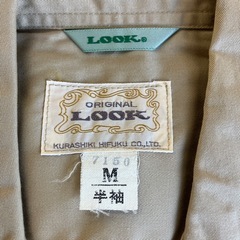 LOOK®
ORIGINAL
LOOK
KURASHIKI HIFUKU CO., LTD.
7150
M
半袖